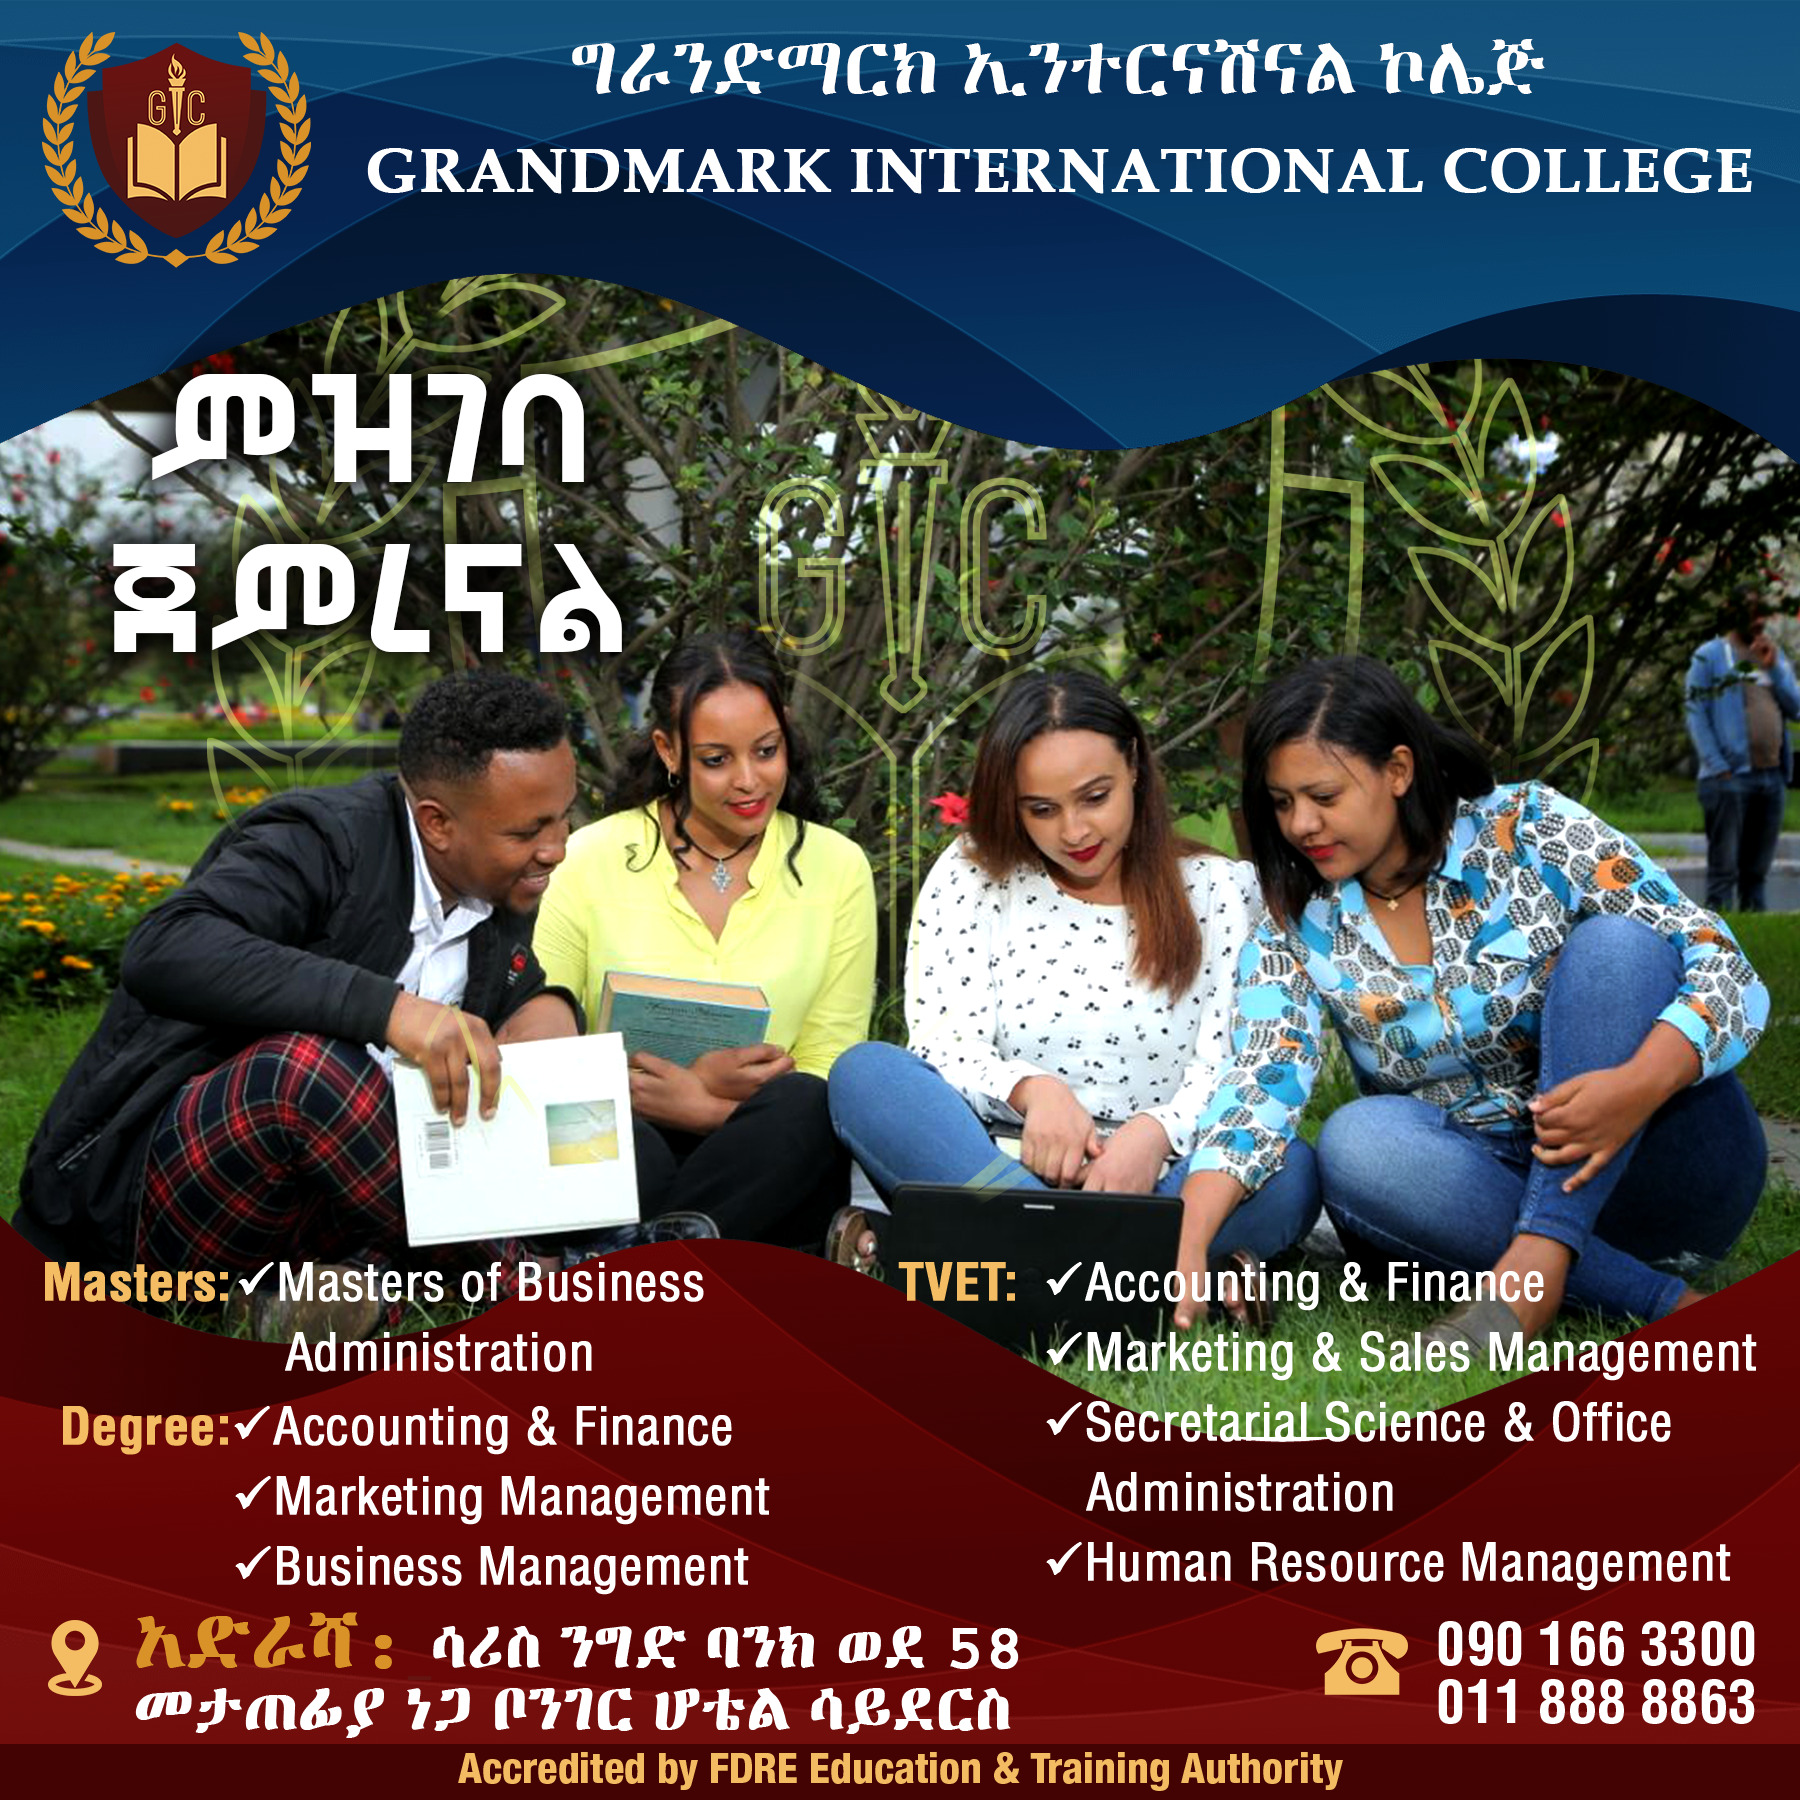 G C
ግራንድማርክ ኢንተርናሽናል ኮሌጅ
GRANDMARK INTERNATIONAL COLLEGE
ምዝገባ
ጀምረናል
GIC
Masters: ✓Masters of Business
Administration
Degree: ✓Accounting & Finance
✓Marketing Management
✓Business Management
TVET: ✓Accounting & Finance
✓Marketing & Sales Management
✓Secretarial Science & Office
Administration
✓Human Resource Management
አድራሻ: ሳሪስ ንግድ ባንክ ወደ 58
መታጠፊያ ነጋ ቦንገር ሆቴል ሳይደርስ
090 166 3300
011 888 8863
Accredited by FDRE Education & Training Authority